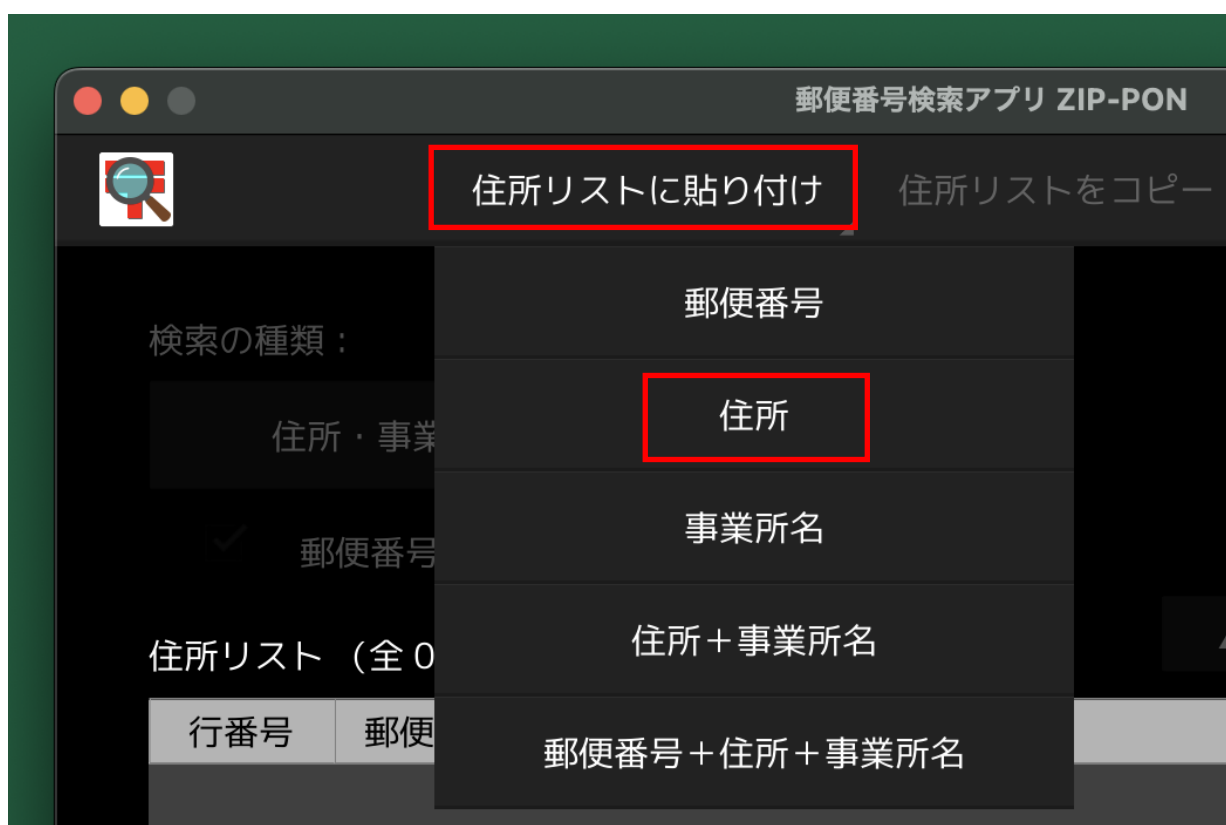 郵便番号検索アプリ ZIP-PON
住所リストに貼り付け
住所リストをコピー
郵便番号
検索の種類:
住所
住所・事業
事業所名
郵便番号
住所+事業所名
住所リスト (全 0
行番号
郵便
郵便番号+住所+事業所名